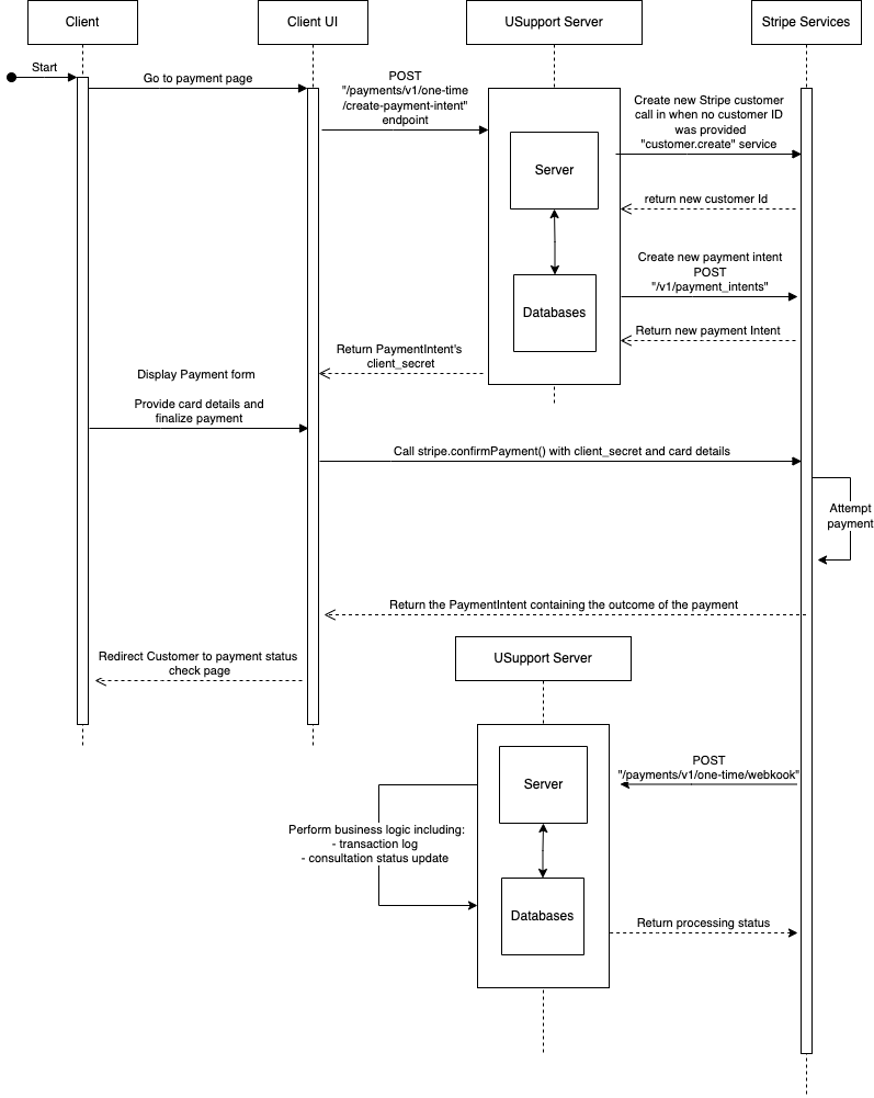 Client
Client UI
USupport Server
Stripe Services
Start
Go to payment page
POST
"/payments/v1/one-time
/create-payment-intent"
endpoint
Create new Stripe customer
call in when no customer ID
was provided
"customer.create" service
Server
return new customer Id
Create new payment intent
POST
"/v1/payment_intents"
Databases
Return new payment Intent
Return PaymentIntent's
client_secret
Display Payment form
Provide card details and
finalize payment
Call stripe.confirmPayment() with client_secret and card details
Attempt
payment
Return the PaymentIntent containing the outcome of the payment
Redirect Customer to payment status
check page
USupport Server
POST
"/payments/v1/one-time/webkook"
Server
Perform business logic including:
- transaction log
- consultation status update
Databases
Return processing status